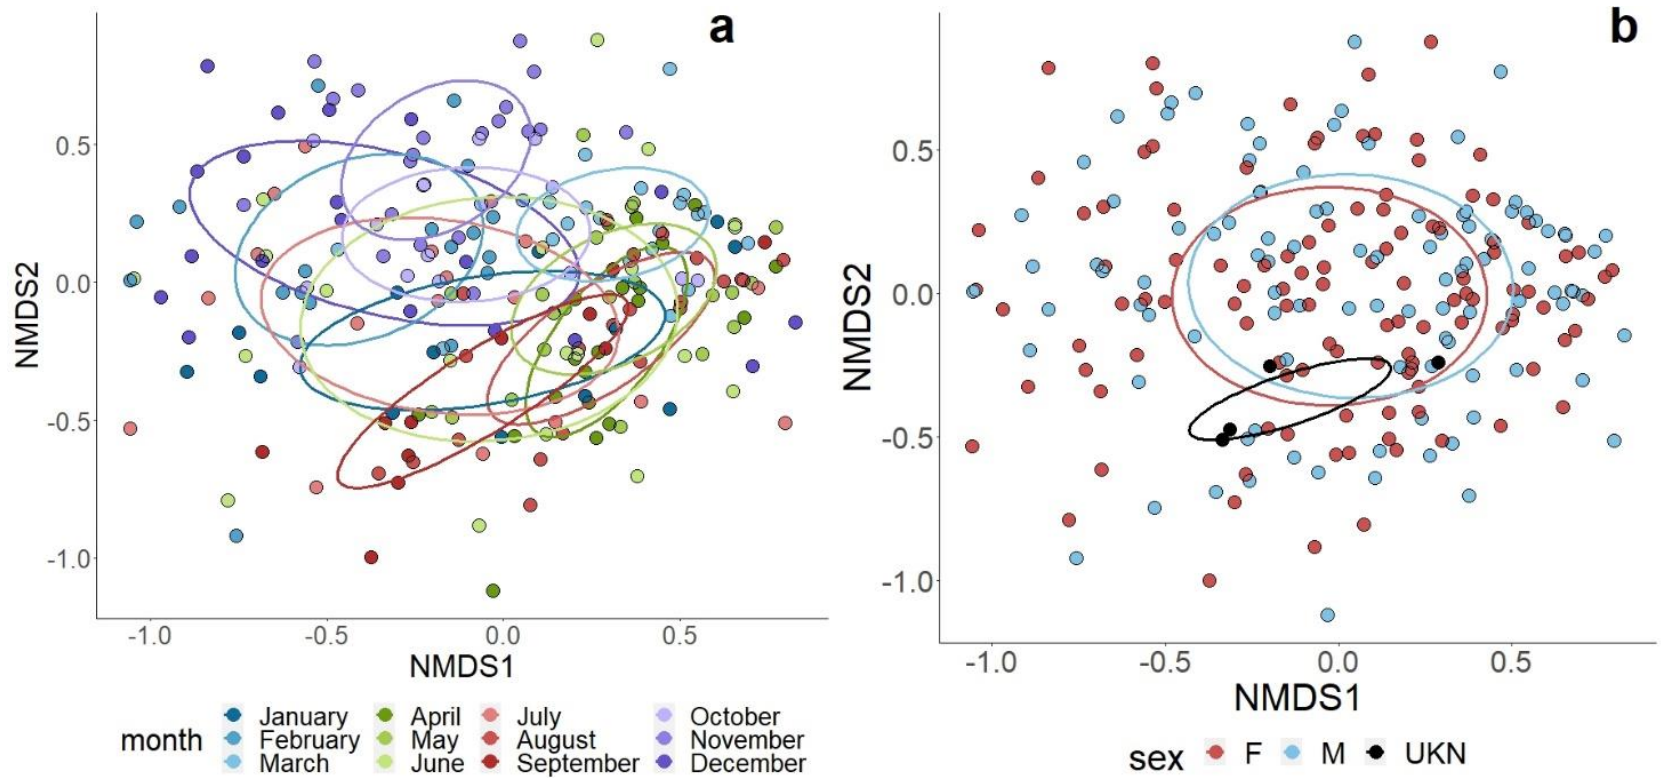 a
0.5
0.0
-0.5
-1.0
NMDS2
-1.0 -0.5 0.0 0.5
NMDS1
month
January April July October
February May August November
March June September December
b
0.5
0.0
-0.5
-1.0
NMDS2
-1.0 -0.5 0.0 0.5
NMDS1
sex F M UKN